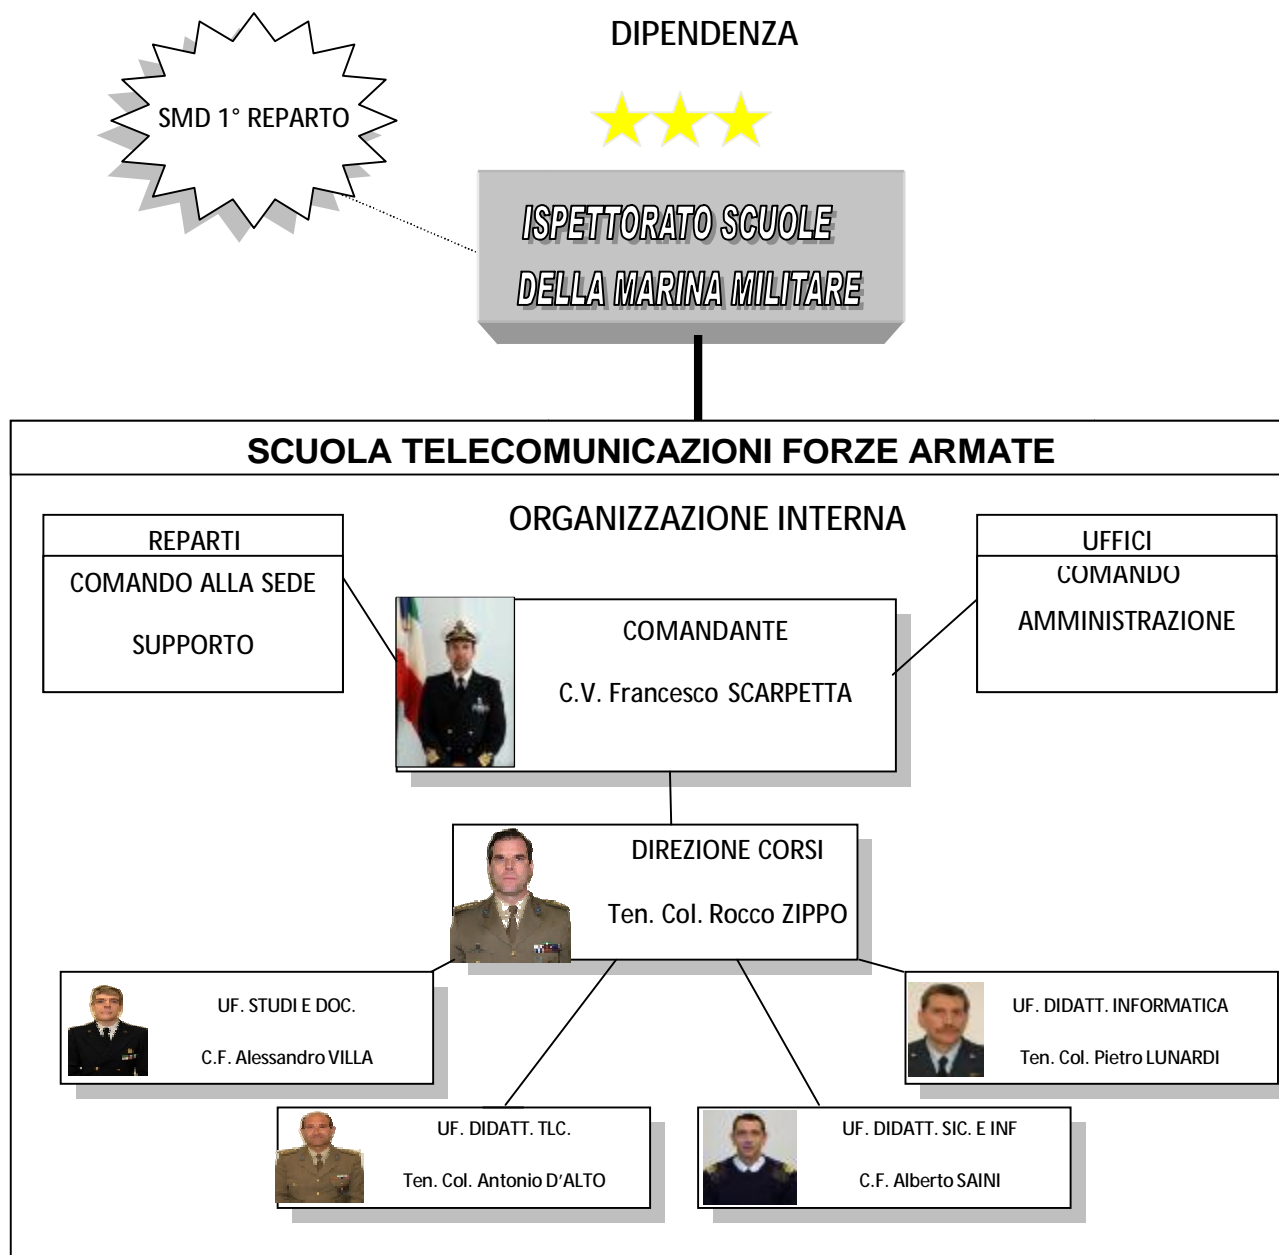 DIPENDENZA
SMD 1° REPARTO
ISPETTORATO SCUOLE
DELLA MARINA MILITARE
SCUOLA TELECOMUNICAZIONI FORZE ARMATE
ORGANIZZAZIONE INTERNA
REPARTI
COMANDO ALLA SEDE
SUPPORTO
UFFICI
COMANDO
AMMINISTRAZIONE
COMANDANTE
C.V. Francesco SCARPETTA
DIREZIONE CORSI
Ten. Col. Rocco ZIPPO
UF. STUDI E DOC.
C.F. Alessandro VILLA
UF. DIDATT. INFORMATICA
Ten. Col. Pietro LUNARDI
UF. DIDATT. TLC.
Ten. Col. Antonio D'ALTO
UF. DIDATT. SIC. E INF
C.F. Alberto SAINI